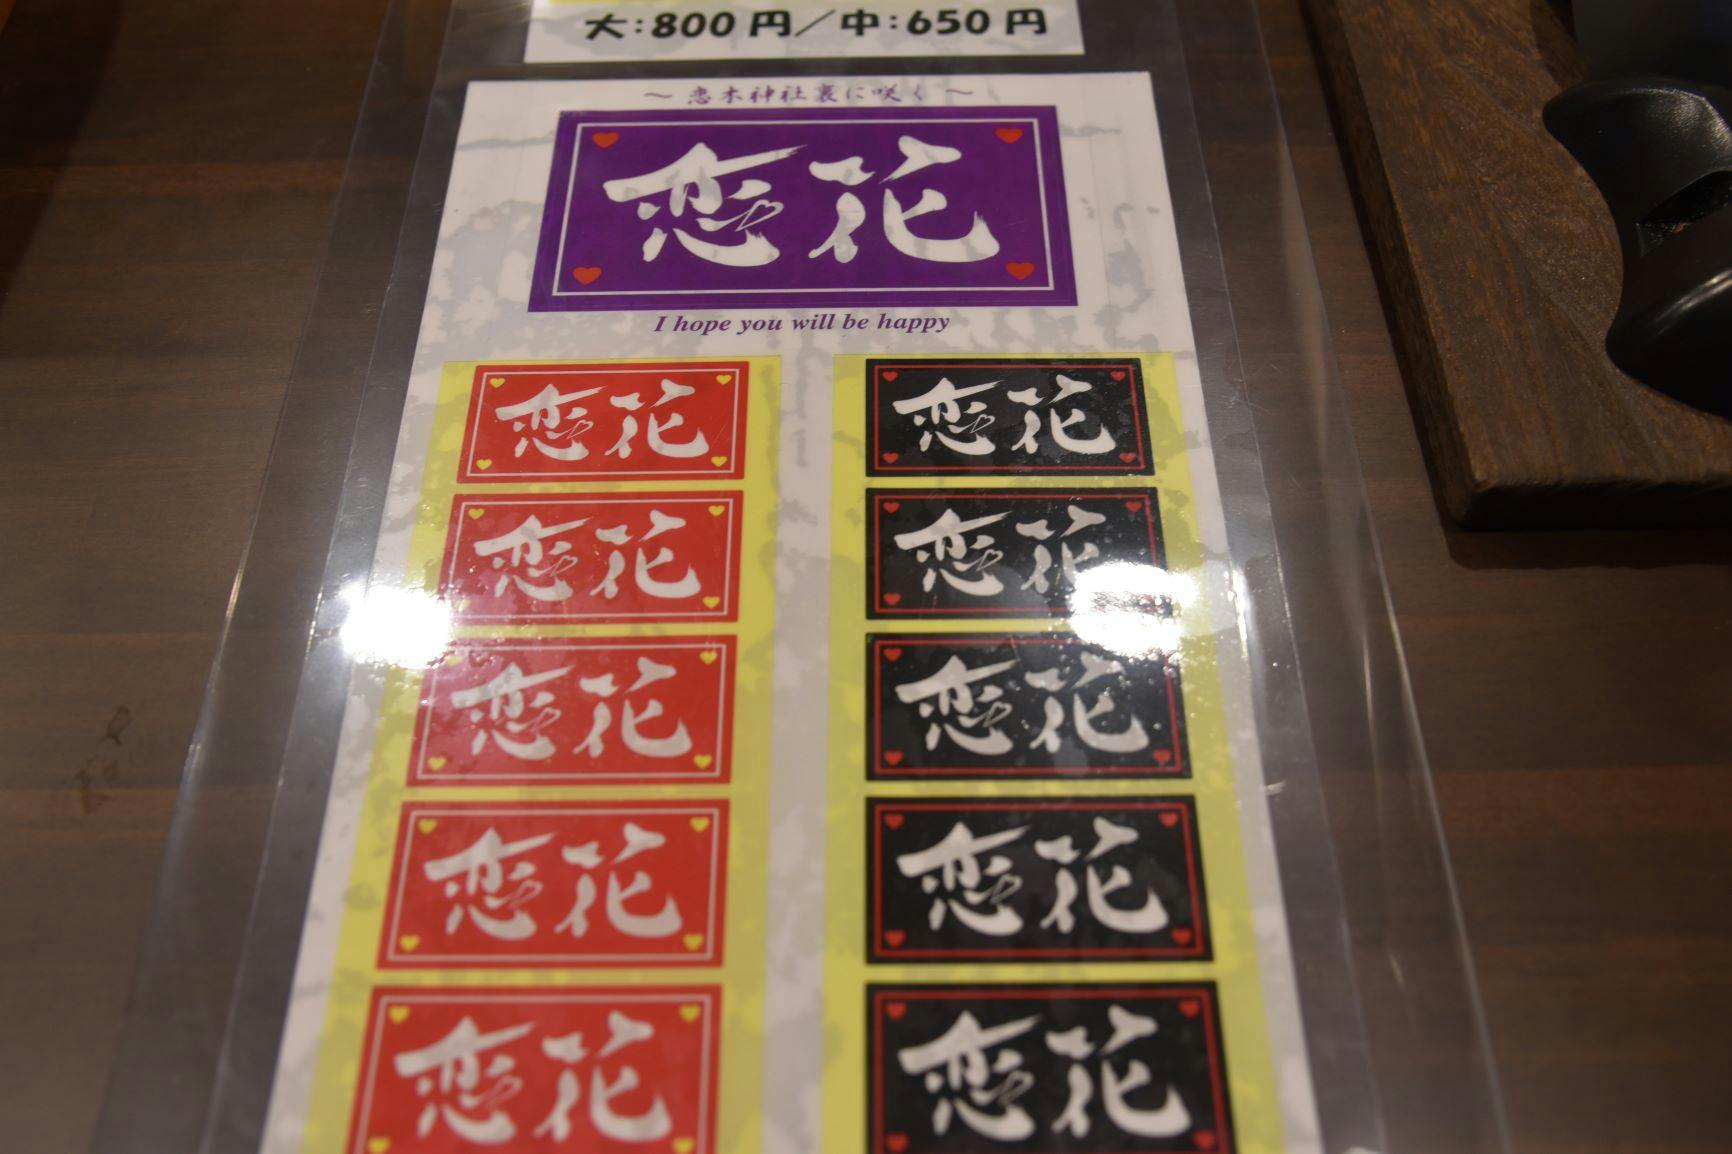 大:800円/中:650円
～ 恋木神社裏に咲く ～
恋花
I hope you will be happy
恋花 恋花
恋花 恋花
恋花 恋花
恋花 恋花
恋花 恋花